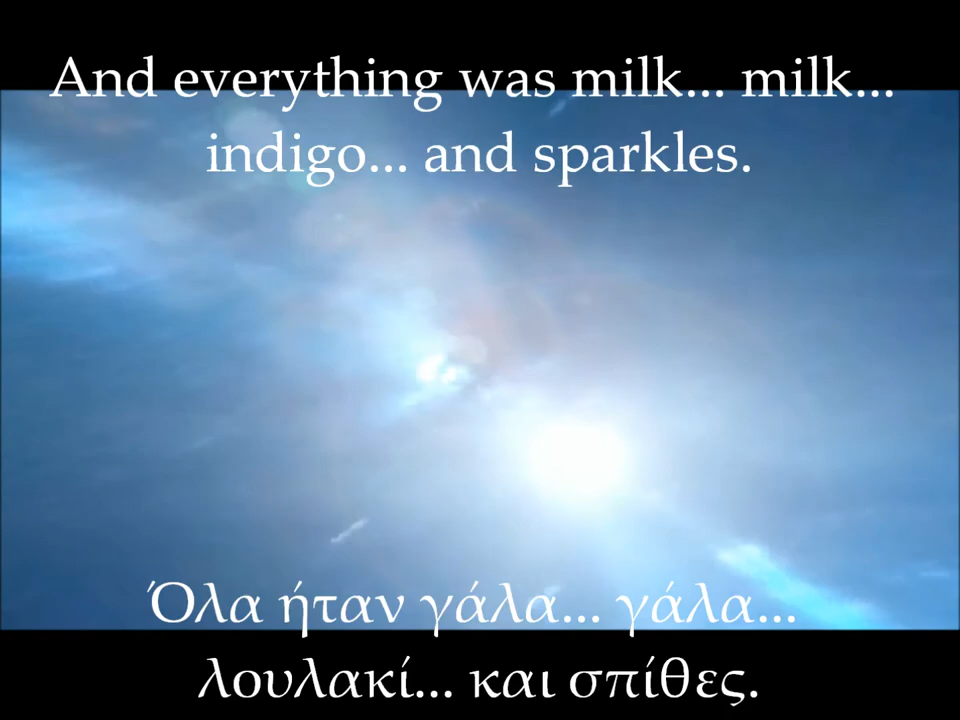 And everything was milk... milk...
indigo... and sparkles.
Όλα ήταν γάλα... γάλα...
λουλακί... και σπίθες.